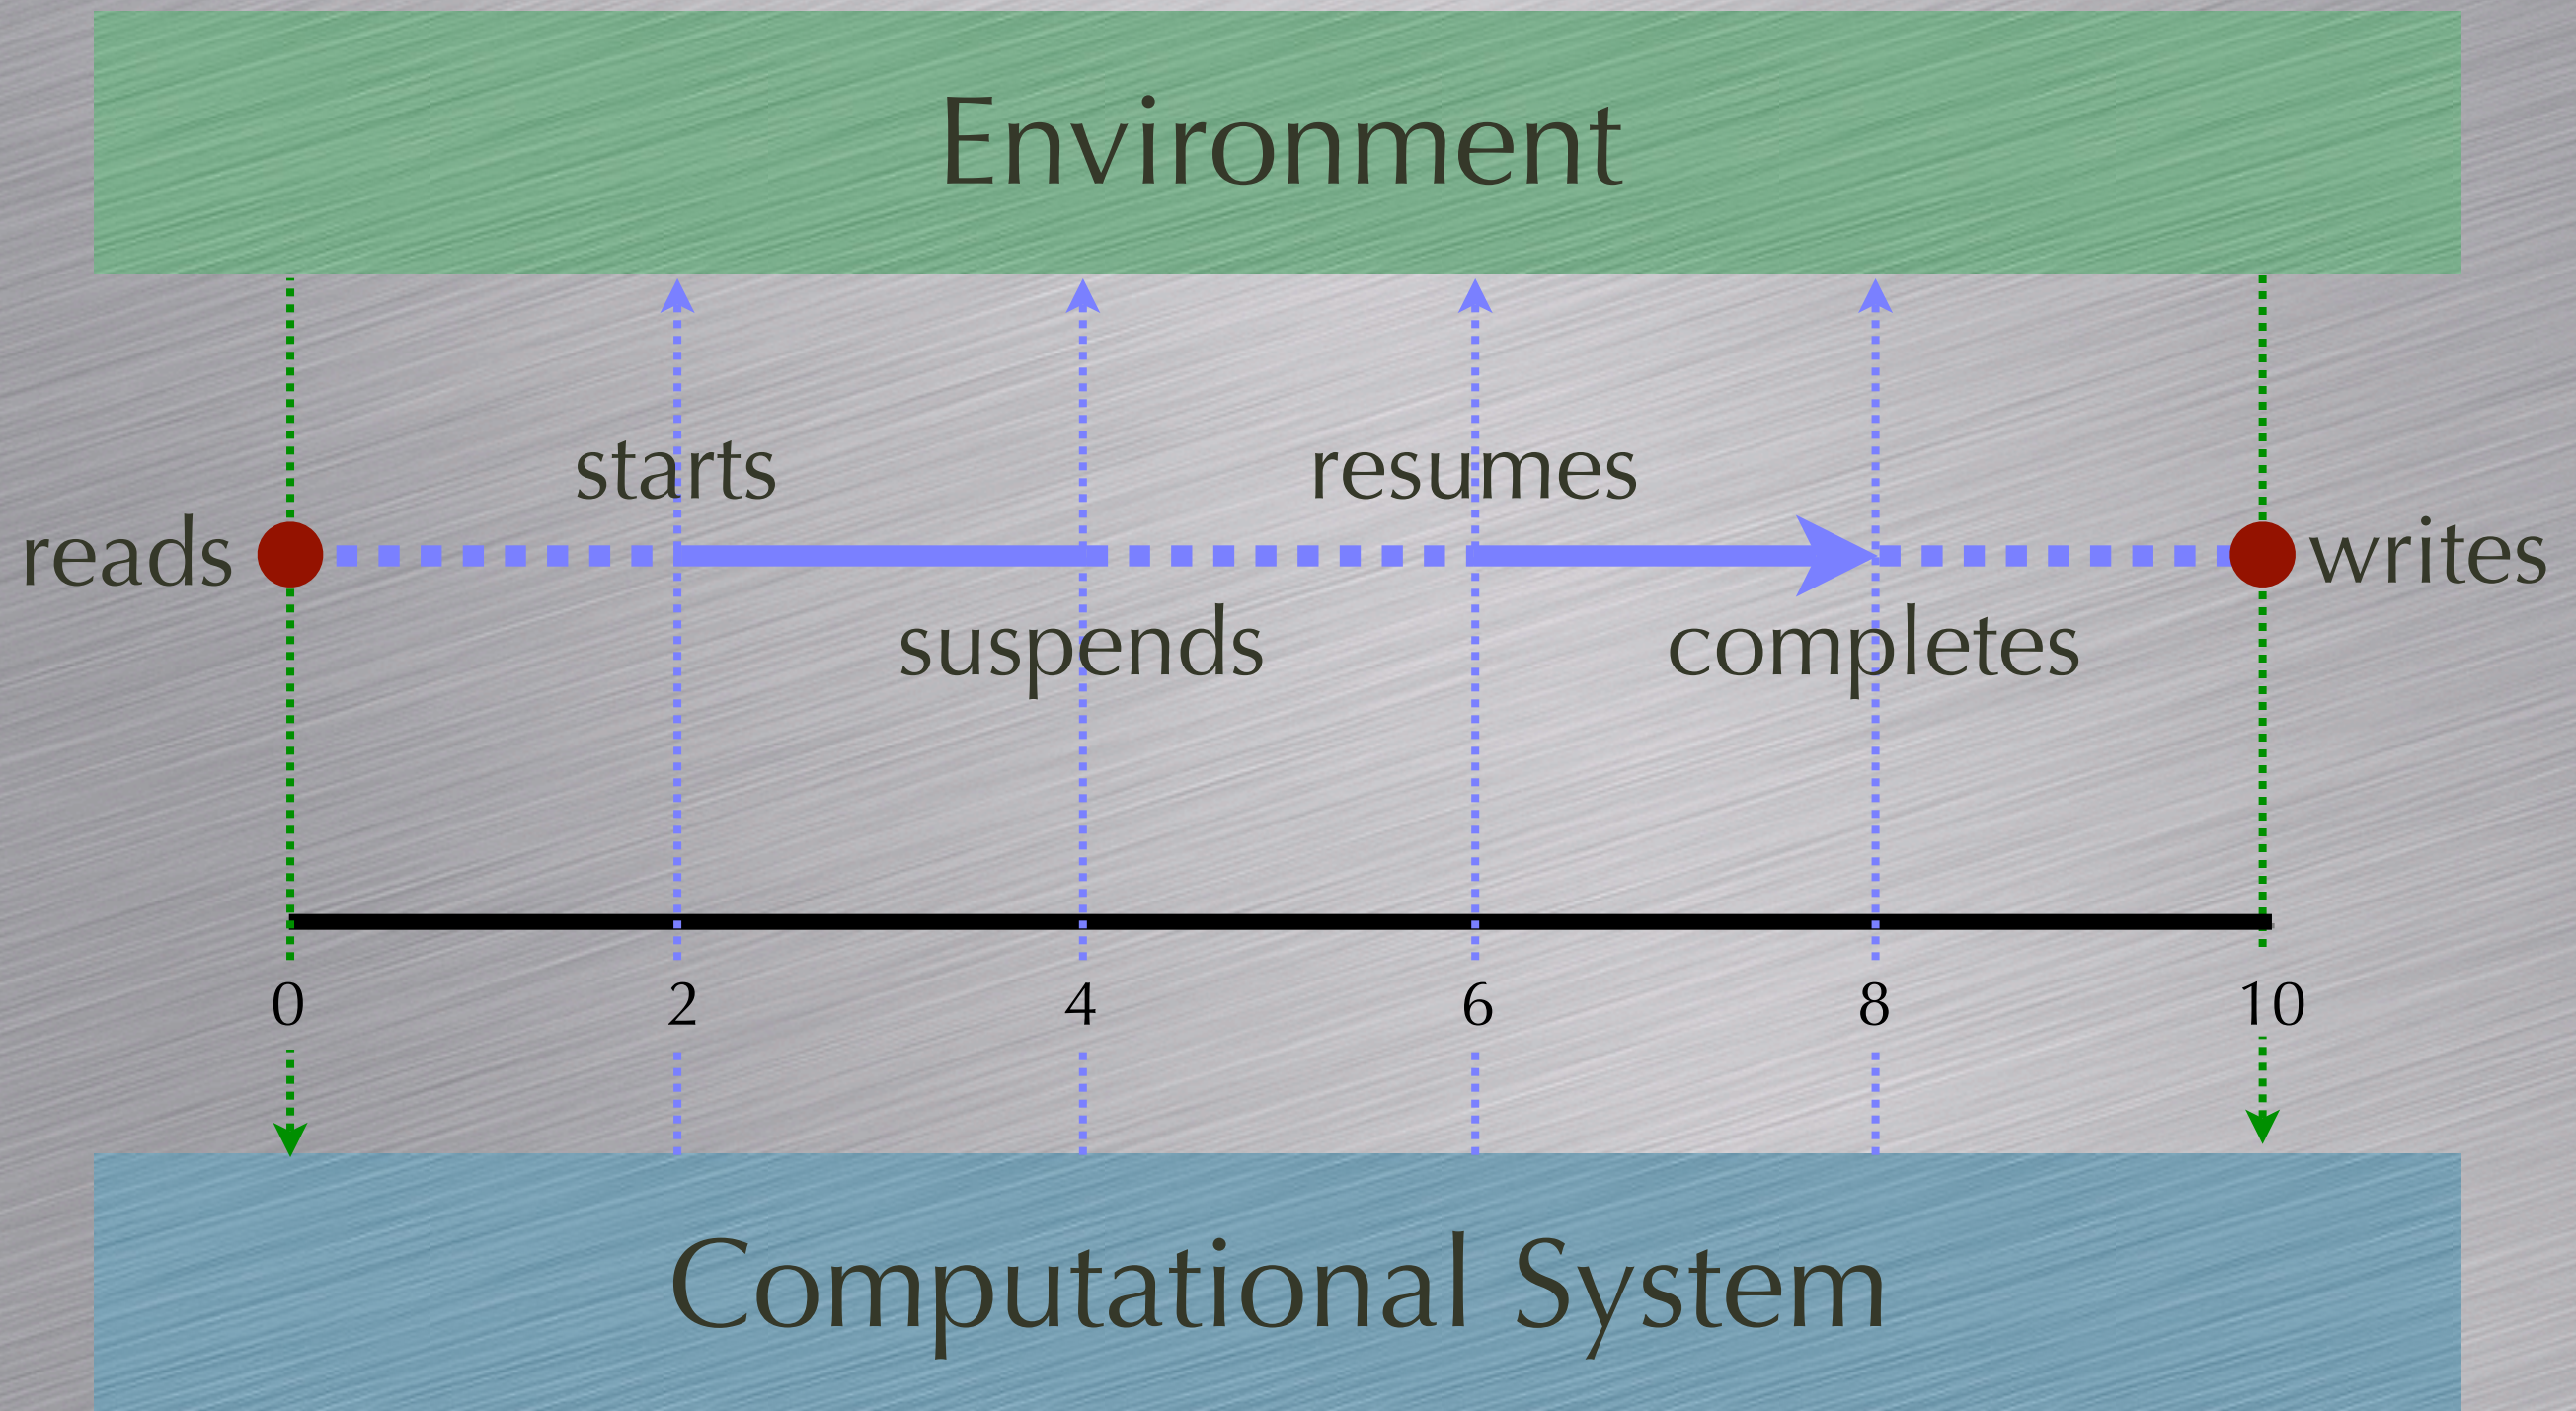 Environment
starts
resumes
reads
writes
suspends
completes
0 2 4 6 8 10
Computational System